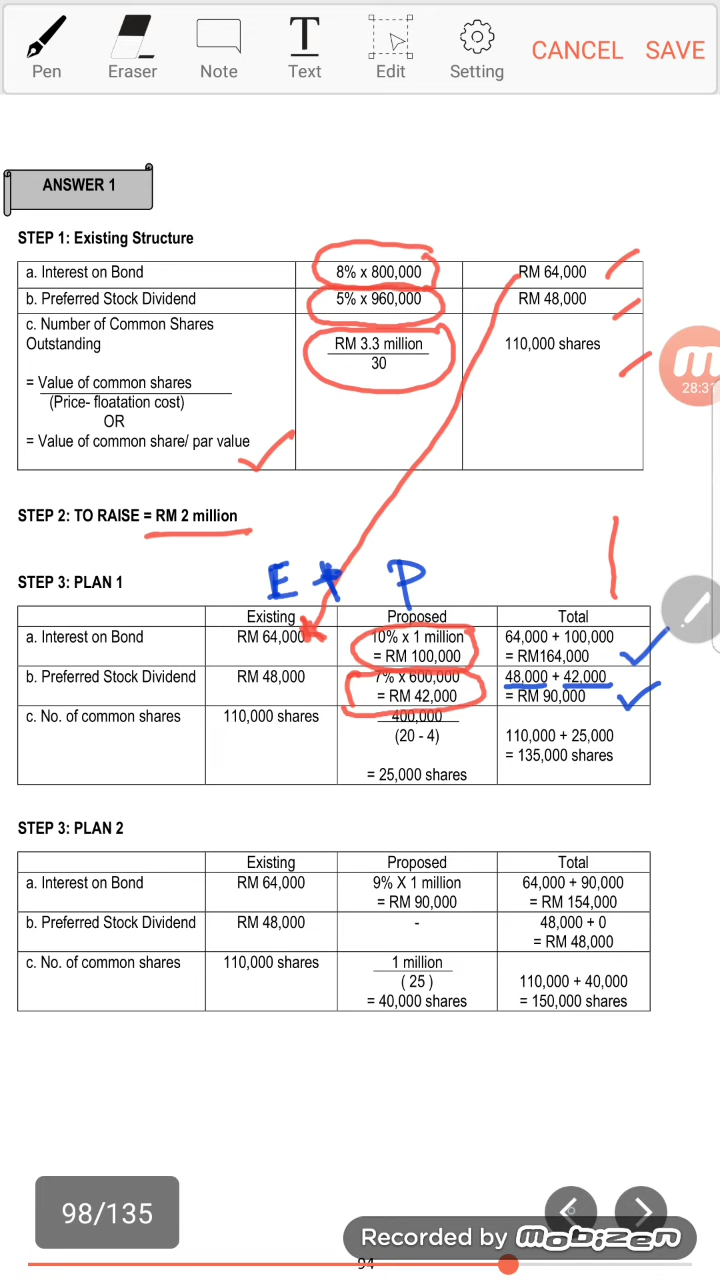 Pen Eraser Note Text Edit Setting CANCEL SAVE
ANSWER 1
STEP 1: Existing Structure
a. Interest on Bond 8% x 800,000 RM 64,000
b. Preferred Stock Dividend 5% x 960,000 RM 48,000
c. Number of Common Shares
Outstanding RM 3.3 million 110,000 shares
30
= Value of common shares
(Price- floatation cost)
OR
= Value of common share/ par value
28:31
STEP 2: TO RAISE = RM 2 million
E P
STEP 3: PLAN 1
Existing Proposed Total
a. Interest on Bond RM 64,000 10% x 1 million 64,000 + 100,000
= RM 100,000 = RM164,000
b. Preferred Stock Dividend RM 48,000 7% x 600,000 48,000 + 42,000
= RM 42,000 = RM 90,000
c. No. of common shares 110,000 shares 400,000
(20 - 4) 110,000 + 25,000
= 135,000 shares
= 25,000 shares
STEP 3: PLAN 2
Existing Proposed Total
a. Interest on Bond RM 64,000 9% X 1 million 64,000 + 90,000
= RM 90,000 = RM 154,000
b. Preferred Stock Dividend RM 48,000 - 48,000 + 0
= RM 48,000
c. No. of common shares 110,000 shares 1 million
( 25 ) 110,000 + 40,000
= 40,000 shares = 150,000 shares
98/135
Recorded by mobizen
94